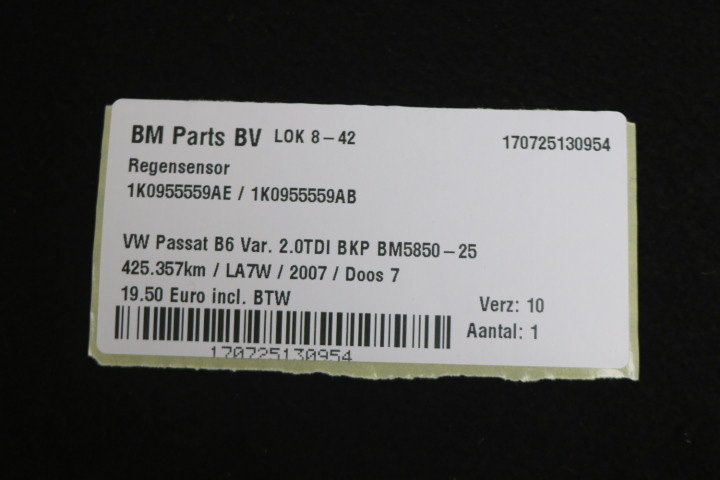 BM Parts BV LOK 8-42 170725130954
Regensensor
1K0955559AE / 1K0955559AB
VW Passat B6 Var. 2.0TDI BKP BM5850-25
425.357km / LA7W / 2007 / Doos 7
19.50 Euro incl. BTW
Verz: 10
Aantal: 1
170725130954